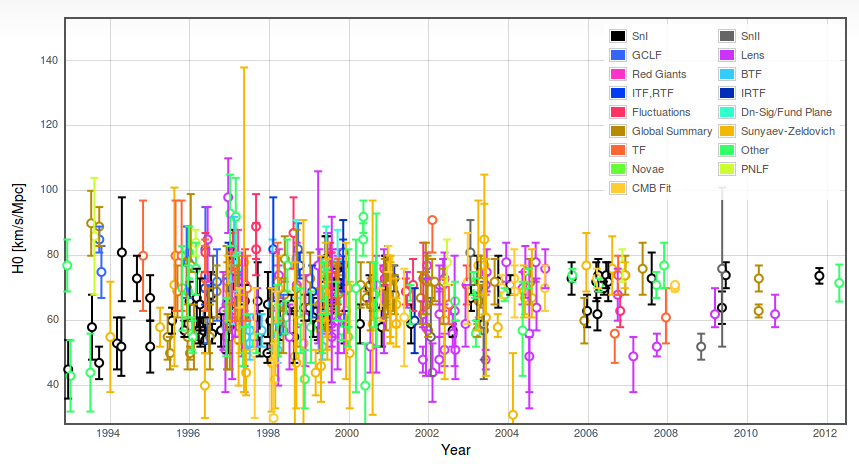 SnI SnII
GCLF Lens
Red Giants BTF
ITF,RTF IRTF
Fluctuations Dn-Sig/Fund Plane
Global Summary Sunyaev-Zeldovich
TF Other
Novae PNLF
CMB Fit
140
120
100
80
60
40
H0 [km/s/Mpc]
1994 1996 1998 2000 2002 2004 2006 2008 2010 2012
Year